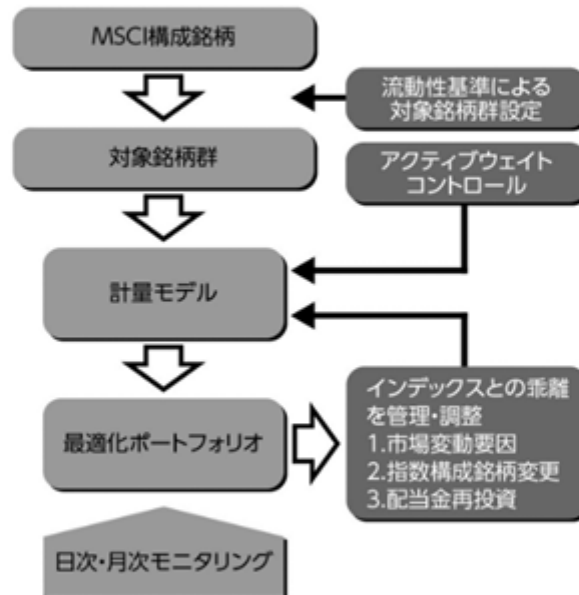 MSCI構成銘柄
流動性基準による
対象銘柄群設定
対象銘柄群
アクティブウェイト
コントロール
計量モデル
最適化ポートフォリオ
インデックスとの乖離
を管理・調整
1.市場変動要因
2.指数構成銘柄変更
3.配当金再投資
日次・月次モニタリング